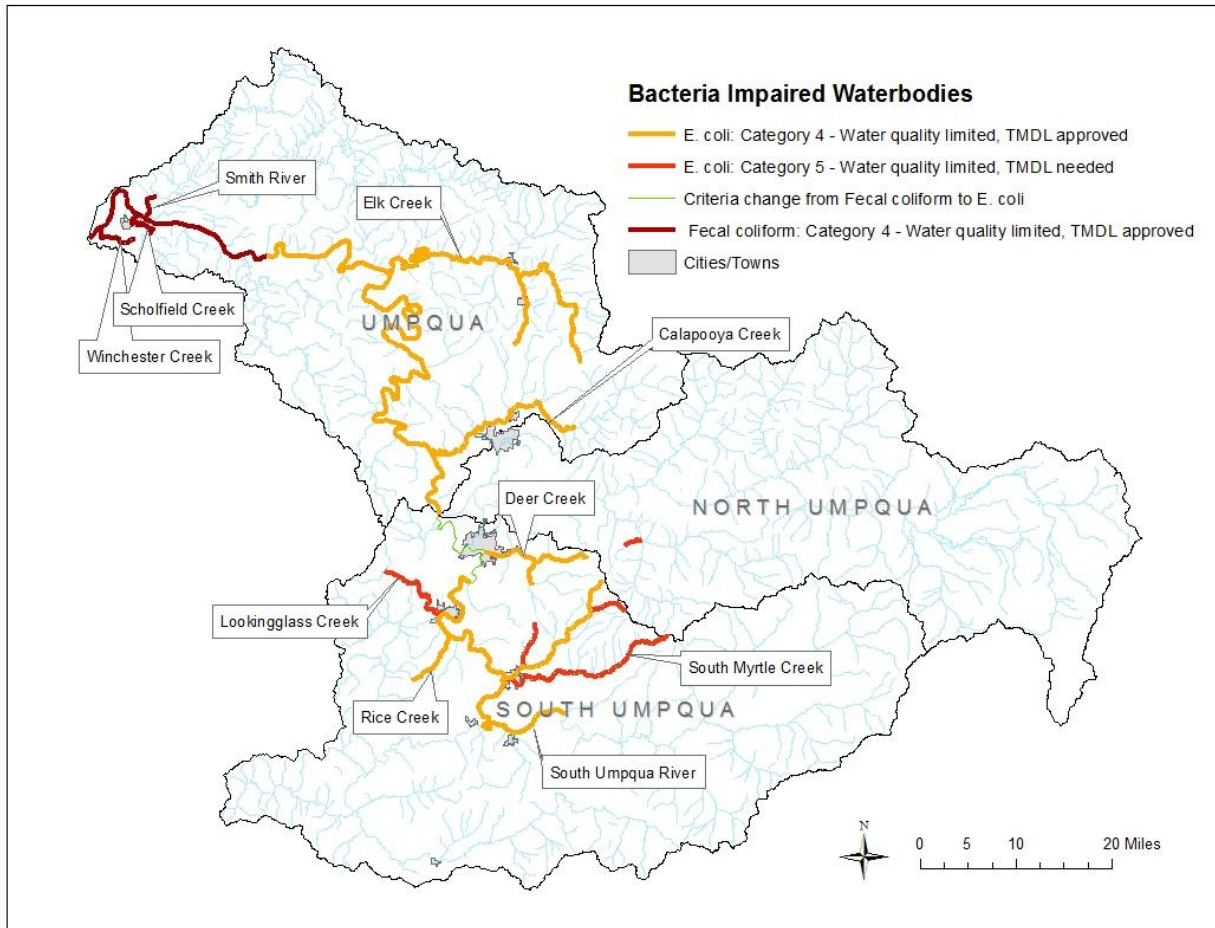 Bacteria Impaired Waterbodies
E. coli: Category 4 - Water quality limited, TMDL approved
E. coli: Category 5 - Water quality limited, TMDL needed
Criteria change from Fecal coliform to E. coli
Fecal coliform: Category 4 - Water quality limited, TMDL approved
Cities/Towns
Smith River
Elk Creek
Scholfield Creek
Winchester Creek
UMPQUA
Calapooya Creek
Deer Creek
NORTH UMPQUA
Lookingglass Creek
South Myrtle Creek
Rice Creek
SOUTH UMPQUA
South Umpqua River
N
0 5 10 20 Miles